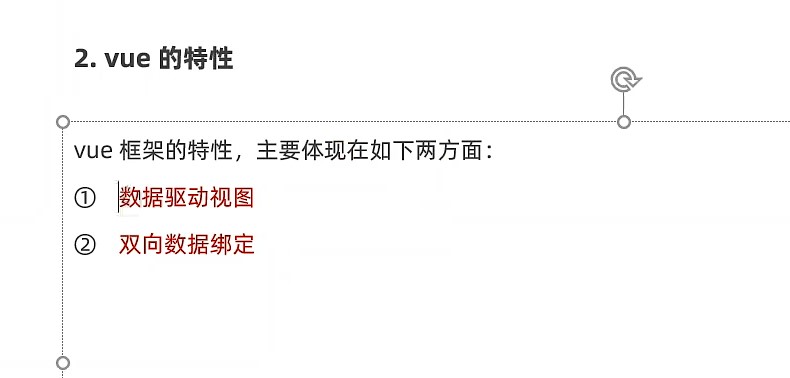 2. vue 的特性
vue 框架的特性，主要体现在如下两方面：
① 数据驱动视图
② 双向数据绑定